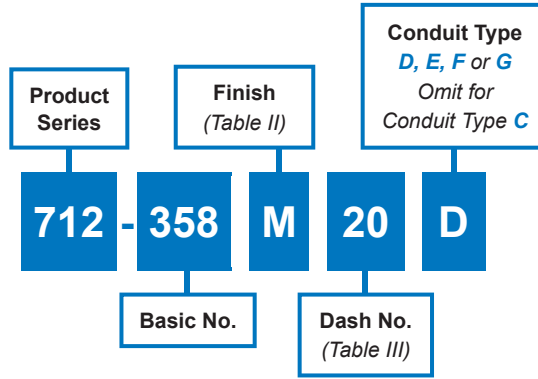 Conduit Type
D, E, F or G
Omit for
Conduit Type C
Product
Series
Finish
(Table II)
712 - 358 M 20 D
Basic No.
Dash No.
(Table III)